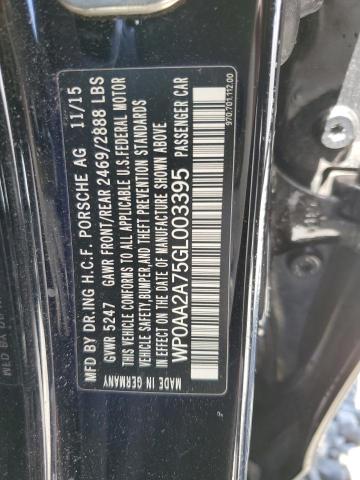 MFD BY DR.ING H.C.F. PORSCHE AG 11/15
GVWR 5247 GAWR FRONT/REAR 2469/2888 LBS
THIS VEHICLE CONFORMS TO ALL APPLICABLE U.S.FEDERAL MOTOR
VEHICLE SAFETY,BUMPER,AND THEFT PREVENTION STANDARDS
IN EFFECT ON THE DATE OF MANUFACTURE SHOWN ABOVE
WP0AA2A75GL003395 PASSENGER CAR
MADE IN GERMANY
970.701.112.00